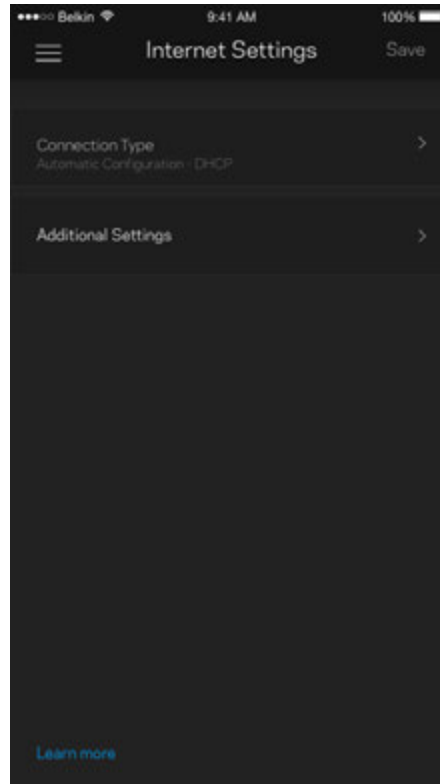 Belkin 9:41 AM 100%
Internet Settings Save
Connection Type
Automatic Configuration - DHCP
Additional Settings
Learn more